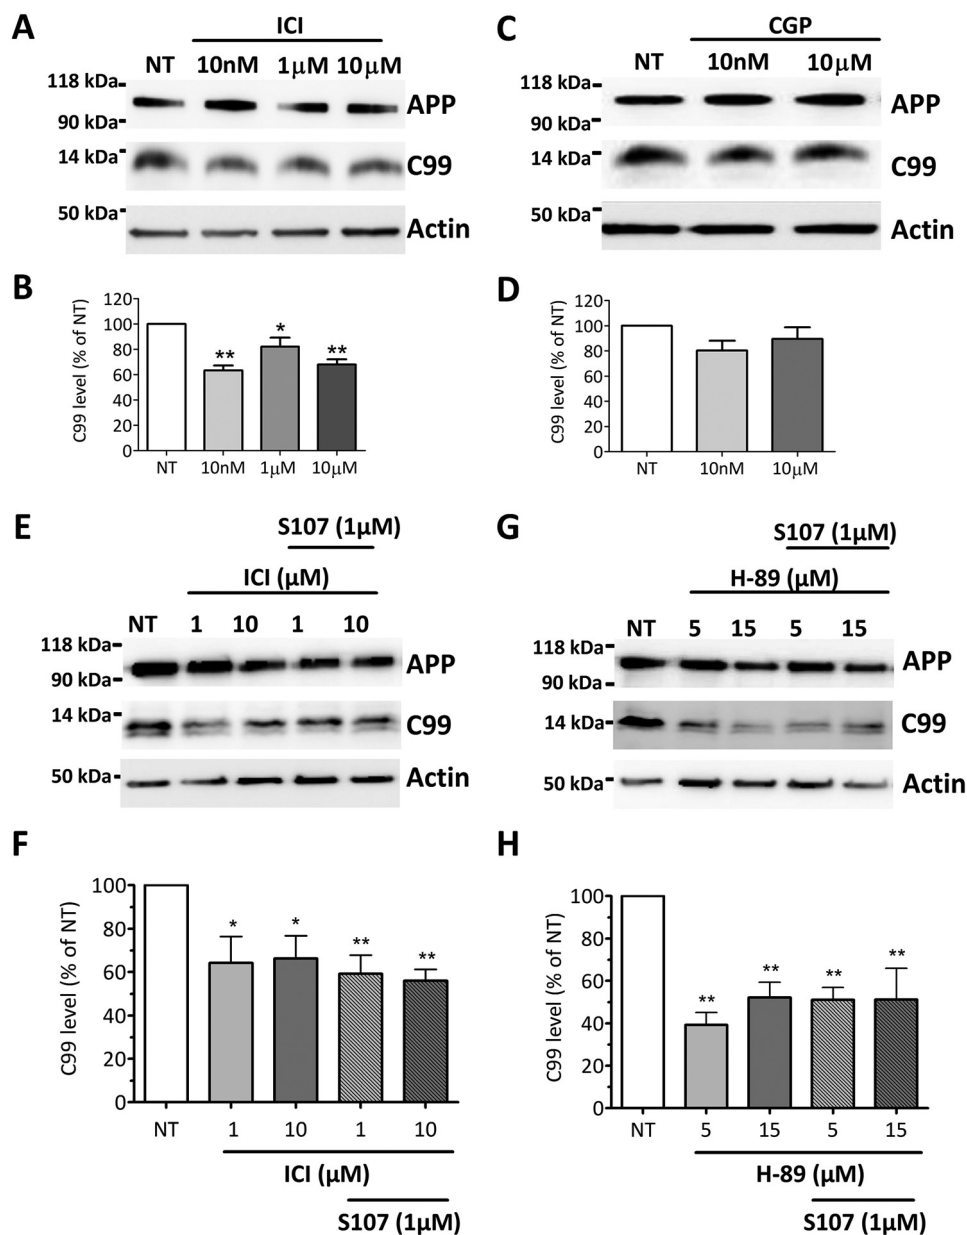 A
ICI
NT 10nM 1µM 10µM
118 kDa
APP
90 kDa
14 kDa
C99
50 kDa
Actin
C
CGP
NT 10nM 10µM
118 kDa
APP
90 kDa
14 kDa
C99
50 kDa
Actin
B
C99 level (% of NT)
120
100
80
60
40
20
0
** * **
NT 10nM 1µM 10µM
D
C99 level (% of NT)
120
100
80
60
40
20
0
NT 10nM 10µM
E
S107 (1µM)
ICI (µM)
NT 1 10 1 10
118 kDa
APP
90 kDa
14 kDa
C99
50 kDa
Actin
G
S107 (1µM)
H-89 (µM)
NT 5 15 5 15
118 kDa
APP
90 kDa
14 kDa
C99
50 kDa
Actin
F
C99 level (% of NT)
100
80
60
40
20
0
* * ** **
NT 1 10 1 10
ICI (µM)
S107 (1µM)
H
C99 level (% of NT)
100
80
60
40
20
0
** ** ** **
NT 5 15 5 15
H-89 (µM)
S107 (1µM)